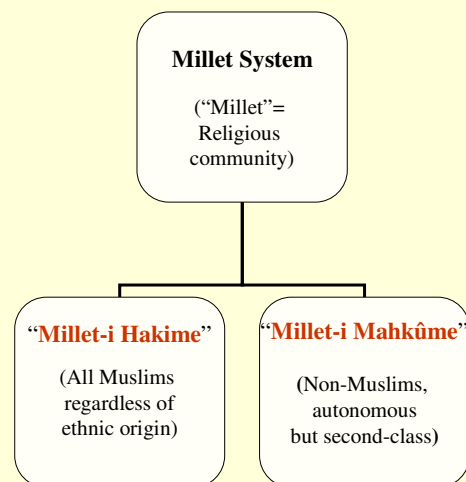 Millet System
(“Millet”=
Religious
community)
“Millet-i Hakime”
(All Muslims
regardless of
ethnic origin)
“Millet-i Mahkûme”
(Non-Muslims,
autonomous
but second-class)